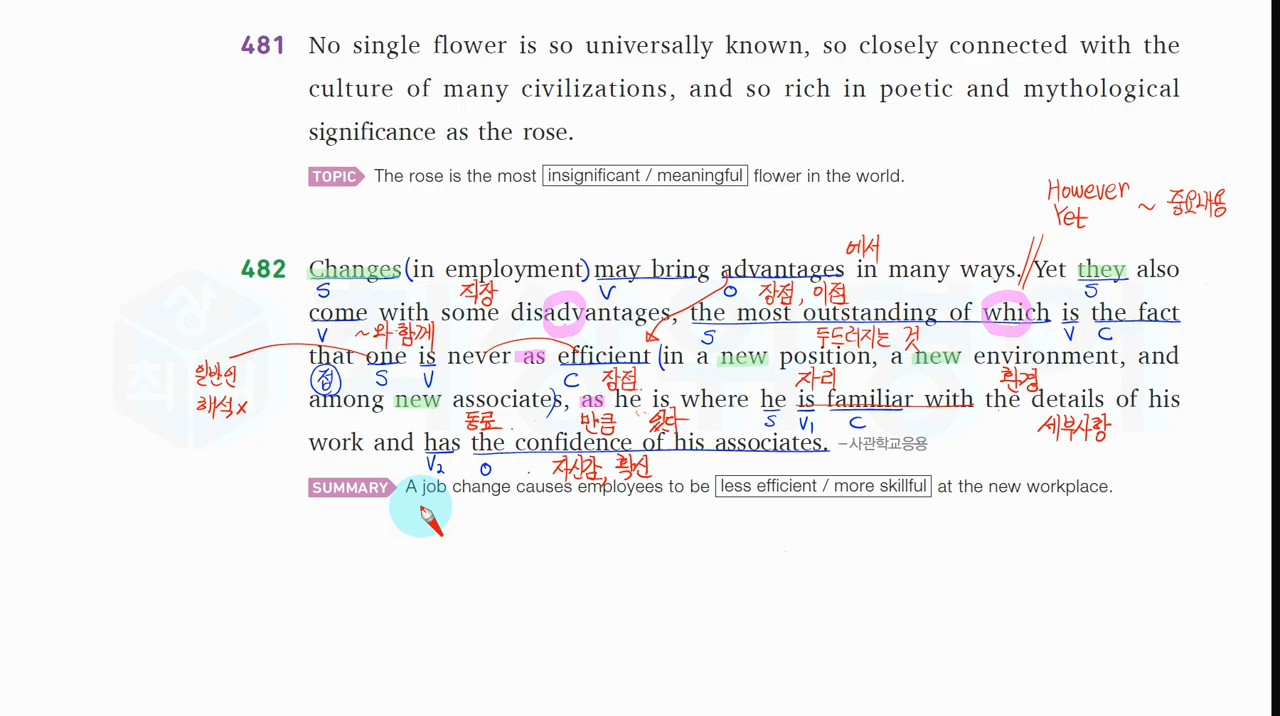 481 No single flower is so universally known, so closely connected with the
culture of many civilizations, and so rich in poetic and mythological
significance as the rose.
TOPIC The rose is the most insignificant / meaningful flower in the world.
However
Yet ~ 중요내용
에서
482 Changes (in employment) may bring advantages in many ways. Yet they also
S 직장 V O 장점, 이점 S
come with some disadvantages, the most outstanding of which is the fact
V ~와 함께 S 두드러지는 것 V C
that one is never as efficient (in a new position, a new environment, and
일반인 접 S V C 장점 자리 환경
해석x
among new associates), as he is where he is familiar with the details of his
동료 만큼 S V1 C 세부사항
work and has the confidence of his associates. –사관학교응용
V2 O 자신감, 확신
SUMMARY A job change causes employees to be less efficient / more skillful at the new workplace.